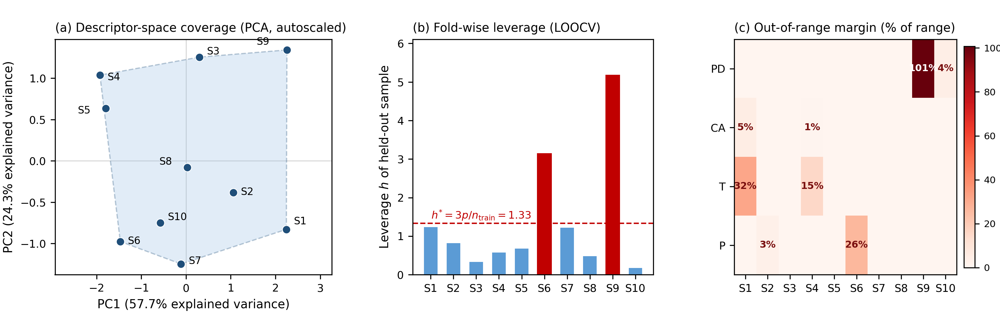 (a) Descriptor-space coverage (PCA, autoscaled)
PC2 (24.3% explained variance)
1.0
0.5
0.0
−0.5
−1.0
S9
S3
S4
S5
S8
S2
S10
S1
S6
S7
−2
−1
0
1
2
3
PC1 (57.7% explained variance)
(b) Fold-wise leverage (LOOCV)
Leverage h of held-out sample
6
5
4
3
2
1
0
h* = 3p/n_train = 1.33
S1 S2 S3 S4 S5 S6 S7 S8 S9 S10
(c) Out-of-range margin (% of range)
PD
101% 4%
CA
5% 1%
T
32% 15%
P
3% 26%
S1 S2 S3 S4 S5 S6 S7 S8 S9 S10
100
80
60
40
20
0